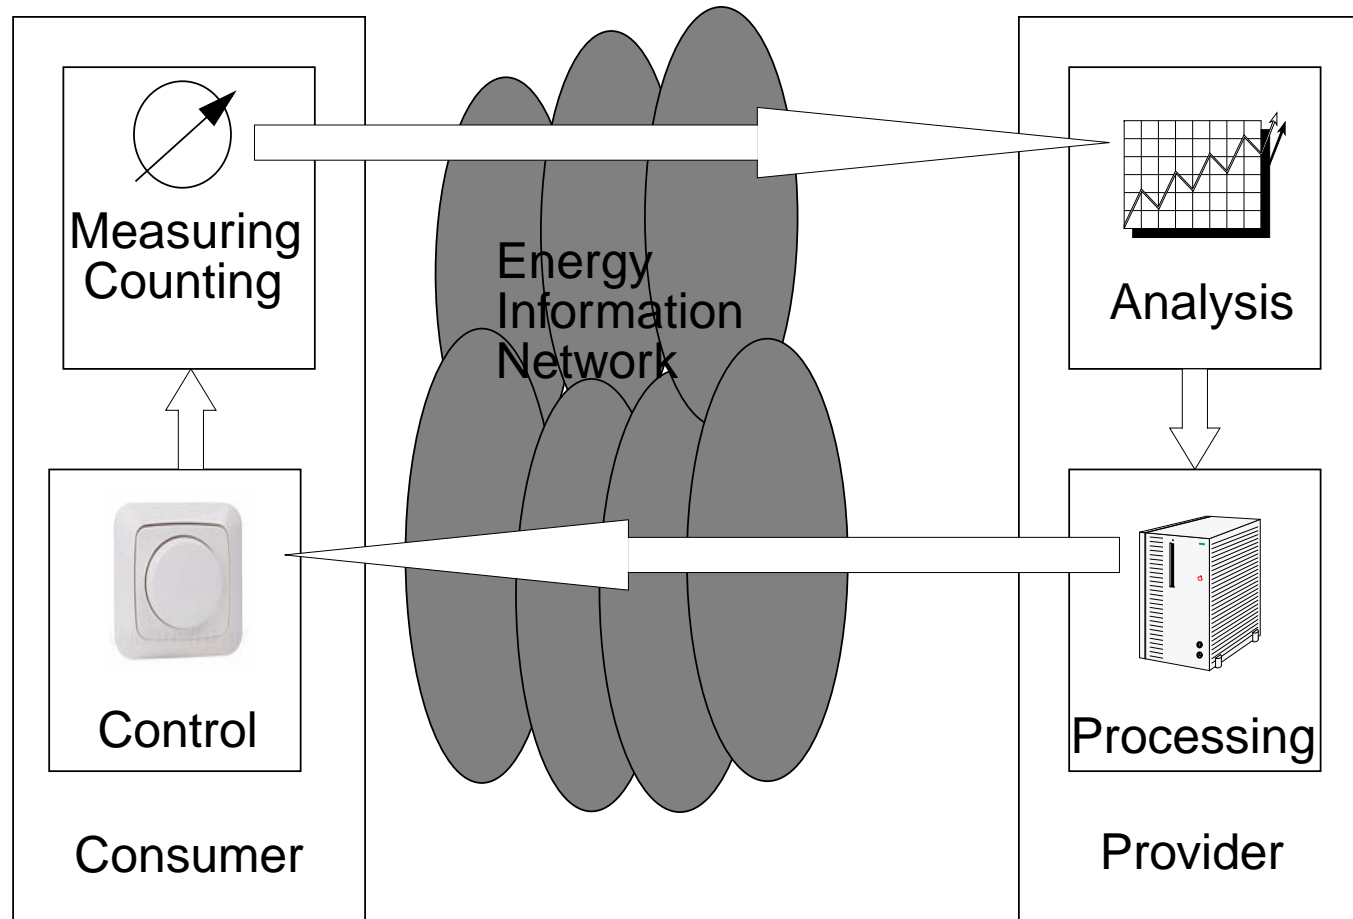 Measuring
Counting
Energy
Information
Network
Analysis
Control
Processing
Consumer
Provider